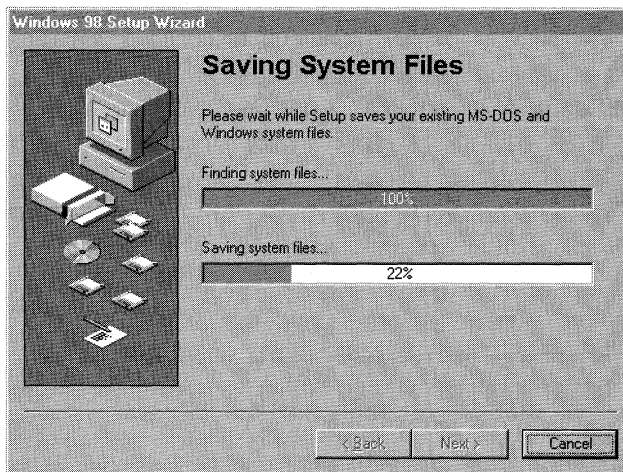 Windows 98 Setup Wizard
Saving System Files
Please wait while Setup saves your existing MS-DOS and
Windows system files.
Finding system files...
100%
Saving system files...
22%
< Back
Next >
Cancel